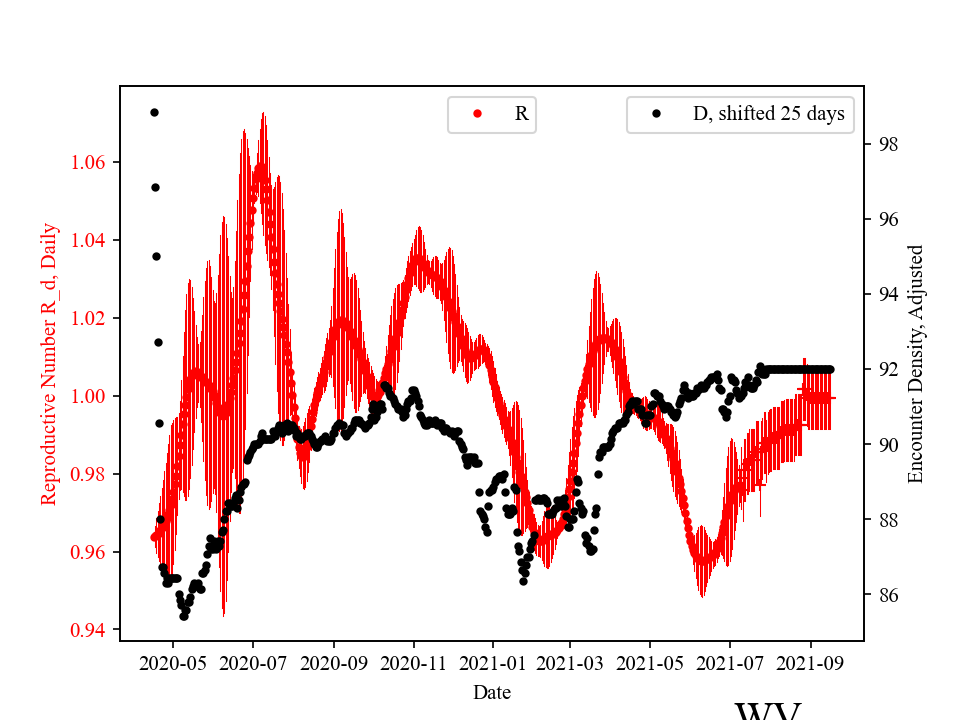 R
D, shifted 25 days
Reproductive Number R_d, Daily
1.06
1.04
1.02
1.00
0.98
0.96
0.94
98
96
94
92
90
88
86
Encounter Density, Adjusted
2020-05 2020-07 2020-09 2020-11 2021-01 2021-03 2021-05 2021-07 2021-09
Date
WV